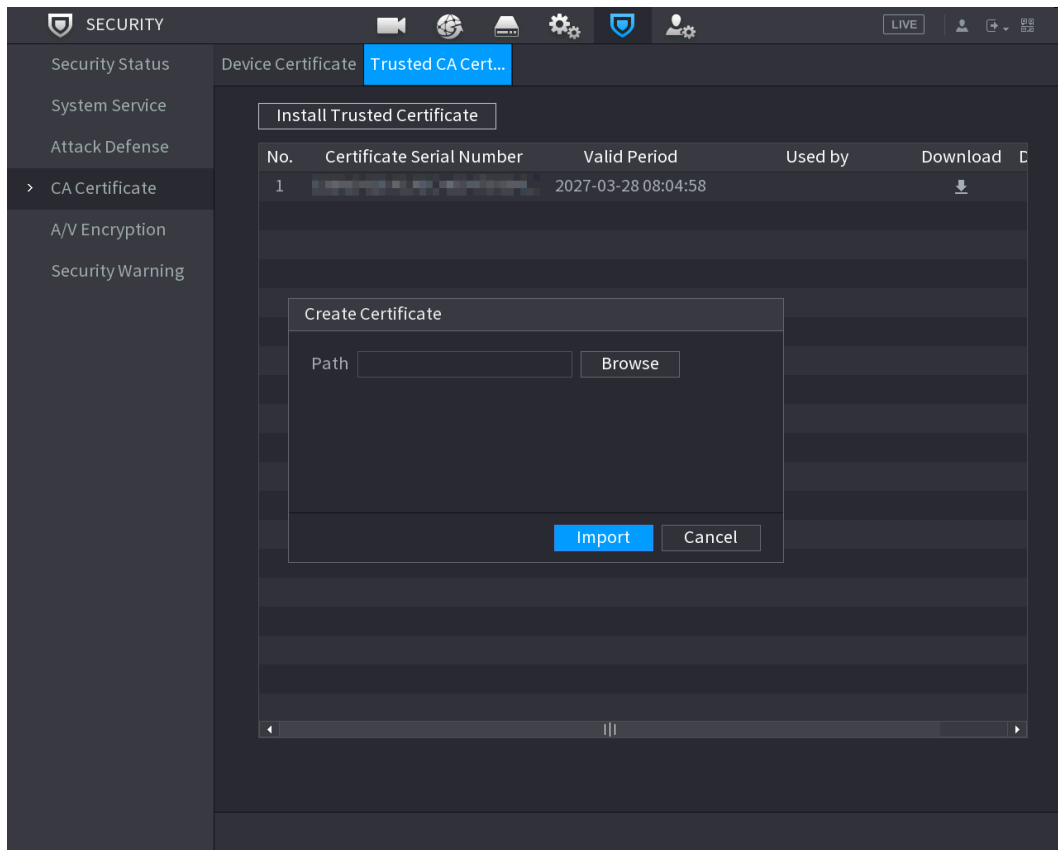 SECURITY
LIVE
Security Status
System Service
Attack Defense
CA Certificate
A/V Encryption
Security Warning
Device Certificate Trusted CA Cert...
Install Trusted Certificate
No. Certificate Serial Number Valid Period Used by Download D
1 2027-03-28 08:04:58
Create Certificate
Path Browse
Import Cancel